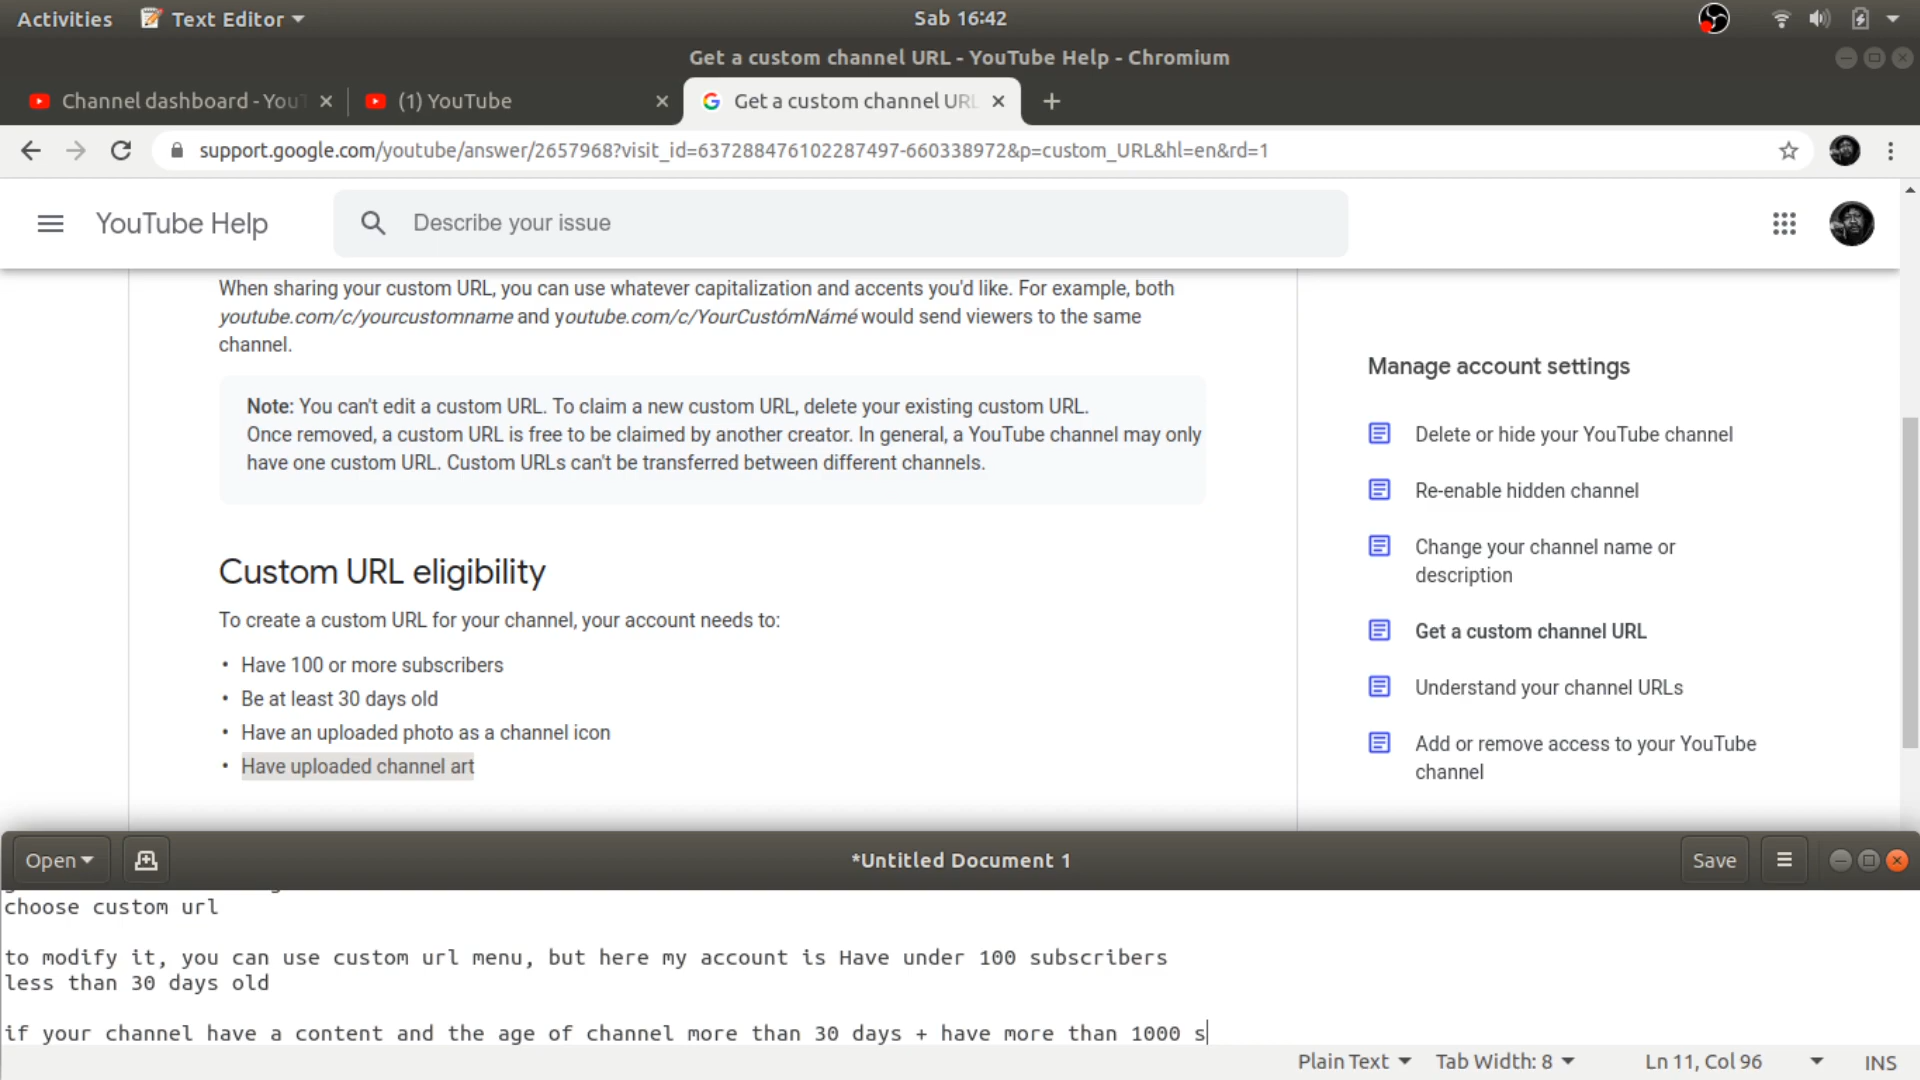 Activities Text Editor Sab 16:42
Get a custom channel URL - YouTube Help - Chromium
Channel dashboard - You (1) YouTube Get a custom channel URL
support.google.com/youtube/answer/2657968?visit_id=637288476102287497-660338972&p=custom_URL&hl=en&rd=1
YouTube Help Describe your issue
When sharing your custom URL, you can use whatever capitalization and accents you'd like. For example, both
youtube.com/c/yourcustomname and youtube.com/c/YourCustómNámé would send viewers to the same
channel.
Note: You can't edit a custom URL. To claim a new custom URL, delete your existing custom URL.
Once removed, a custom URL is free to be claimed by another creator. In general, a YouTube channel may only
have one custom URL. Custom URLs can't be transferred between different channels.
Custom URL eligibility
To create a custom URL for your channel, your account needs to:
• Have 100 or more subscribers
• Be at least 30 days old
• Have an uploaded photo as a channel icon
• Have uploaded channel art
Manage account settings
Delete or hide your YouTube channel
Re-enable hidden channel
Change your channel name or
description
Get a custom channel URL
Understand your channel URLs
Add or remove access to your YouTube
channel
Open *Untitled Document 1 Save
choose custom url
to modify it, you can use custom url menu, but here my account is Have under 100 subscribers
less than 30 days old
if your channel have a content and the age of channel more than 30 days + have more than 1000 s
Plain Text Tab Width: 8 Ln 11, Col 96 INS